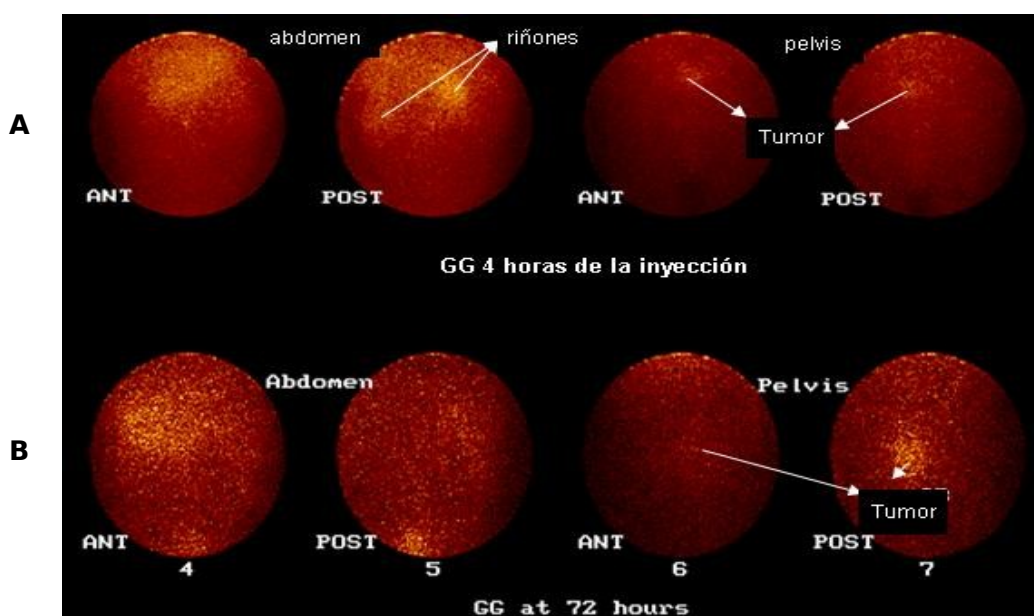 abdomen riñones pelvis
A
Tumor
ANT POST ANT POST
GG 4 horas de la inyección
Abdomen Pelvis
B
Tumor
ANT POST ANT POST
4 5 6 7
GG at 72 hours